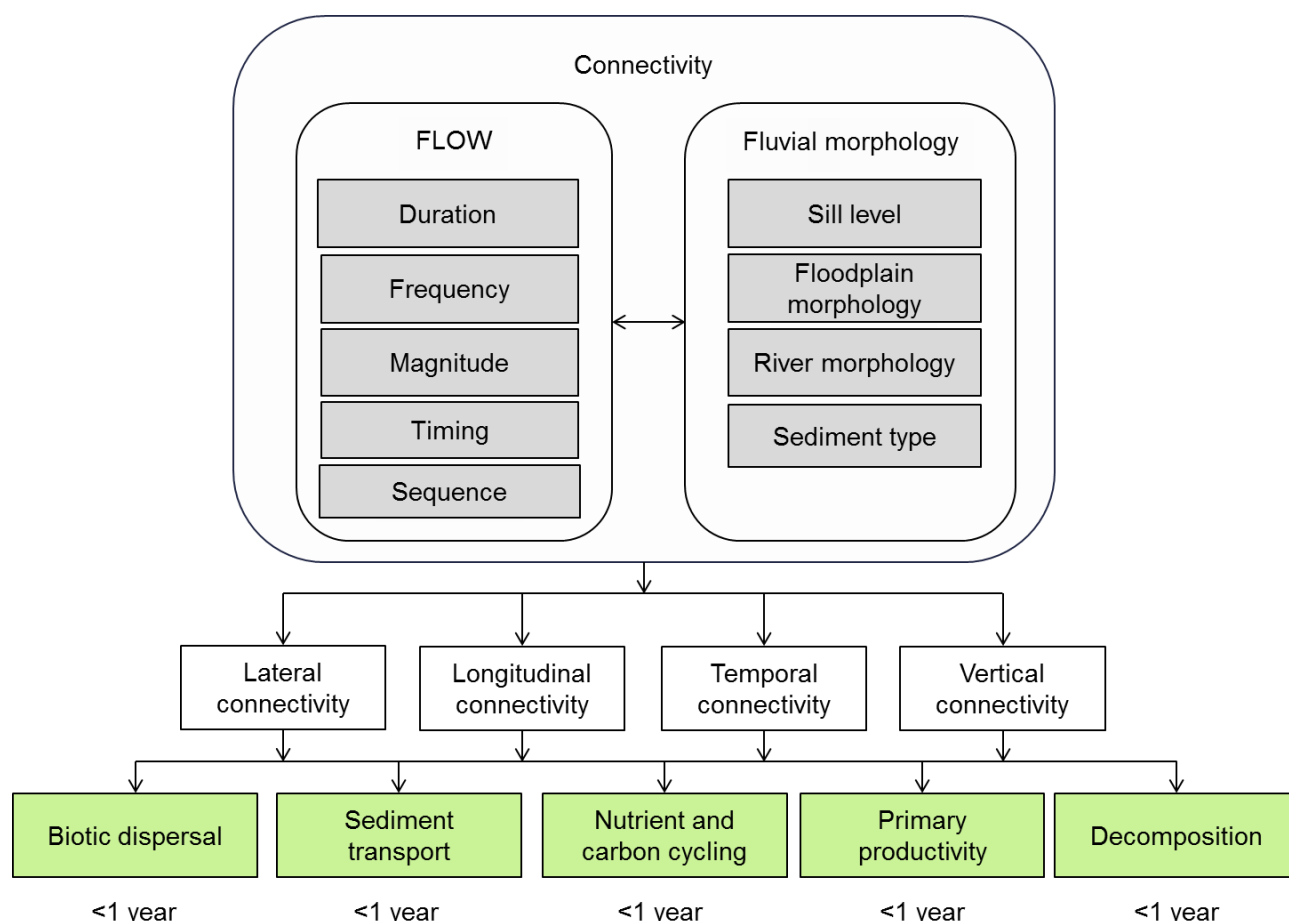 Connectivity
FLOW
Duration
Frequency
Magnitude
Timing
Sequence
Fluvial morphology
Sill level
Floodplain
morphology
River morphology
Sediment type
Lateral
connectivity
Longitudinal
connectivity
Temporal
connectivity
Vertical
connectivity
Biotic dispersal
Sediment
transport
Nutrient and
carbon cycling
Primary
productivity
Decomposition
<1 year
<1 year
<1 year
<1 year
<1 year